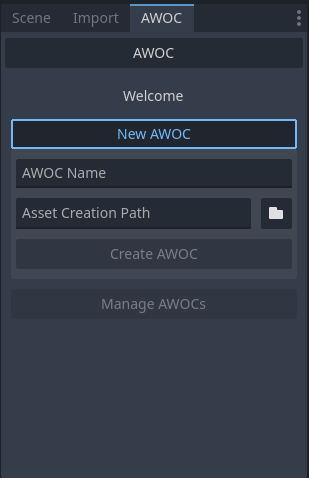 Scene Import AWOC
AWOC
Welcome
New AWOC
AWOC Name
Asset Creation Path
Create AWOC
Manage AWOCs